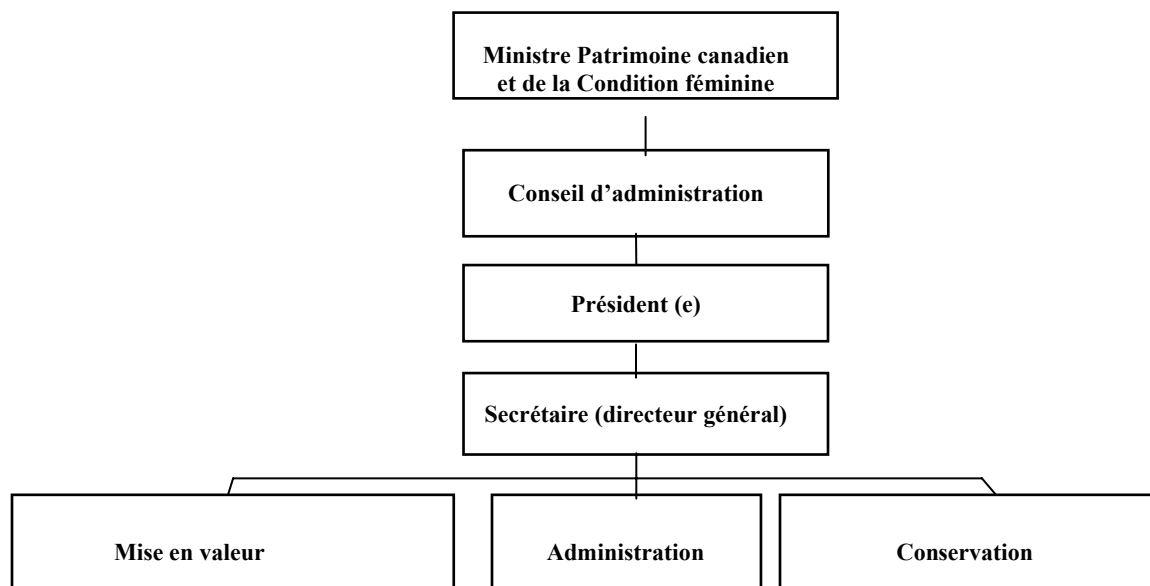 Ministre Patrimoine canadien
et de la Condition féminine
Conseil d’administration
Président (e)
Secrétaire (directeur général)
Mise en valeur
Administration
Conservation